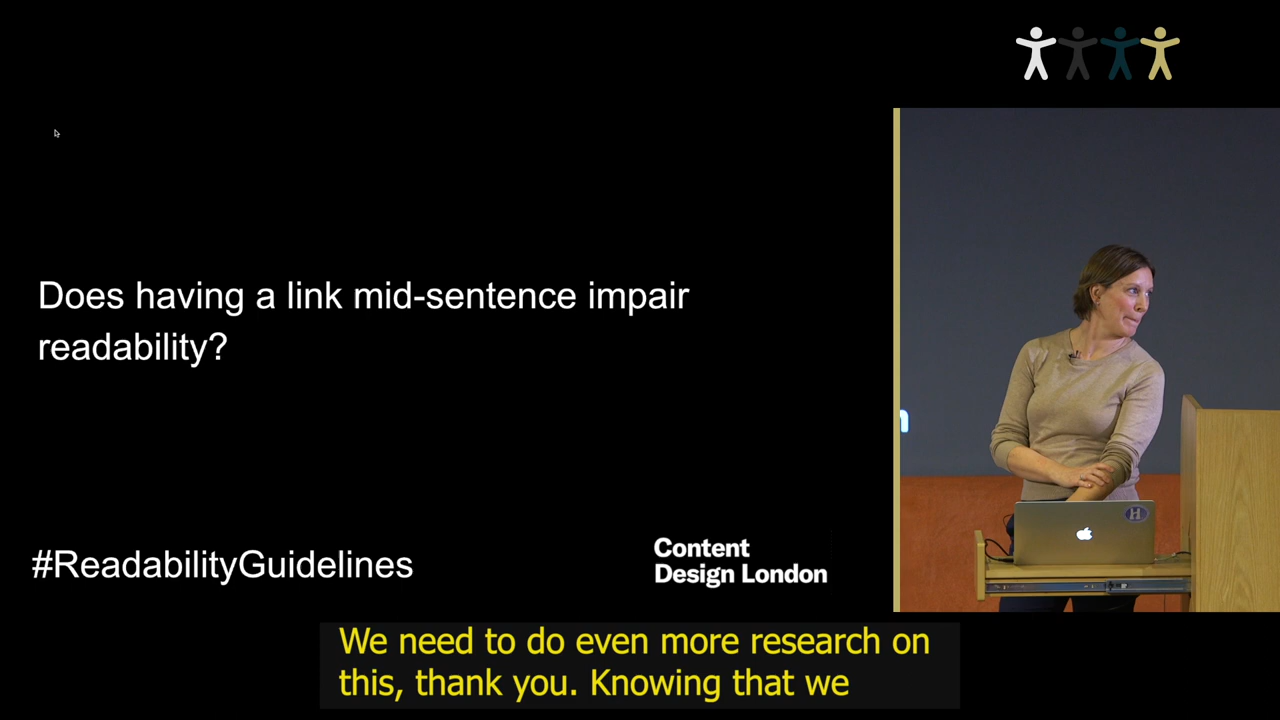 Does having a link mid-sentence impair
readability?
#ReadabilityGuidelines
Content
Design London
H
We need to do even more research on
this, thank you. Knowing that we